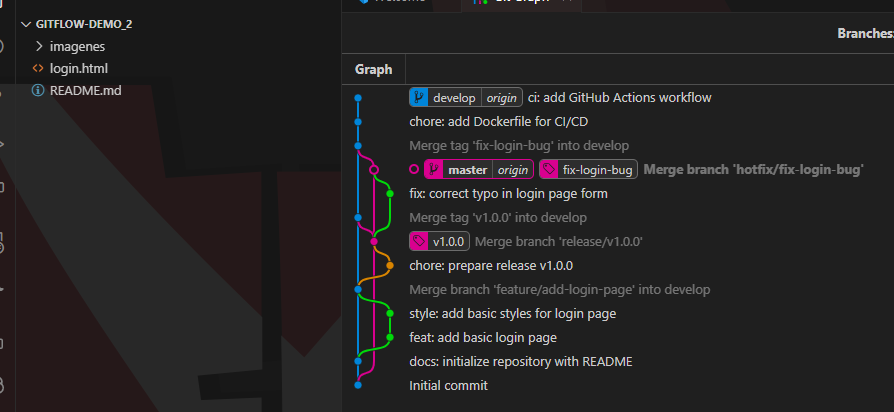 GITFLOW-DEMO_2
imagenes
login.html
README.md
Branches:
Graph
develop origin ci: add GitHub Actions workflow
chore: add Dockerfile for CI/CD
Merge tag 'fix-login-bug' into develop
master origin fix-login-bug Merge branch 'hotfix/fix-login-bug'
fix: correct typo in login page form
Merge tag 'v1.0.0' into develop
v1.0.0 Merge branch 'release/v1.0.0'
chore: prepare release v1.0.0
Merge branch 'feature/add-login-page' into develop
style: add basic styles for login page
feat: add basic login page
docs: initialize repository with README
Initial commit